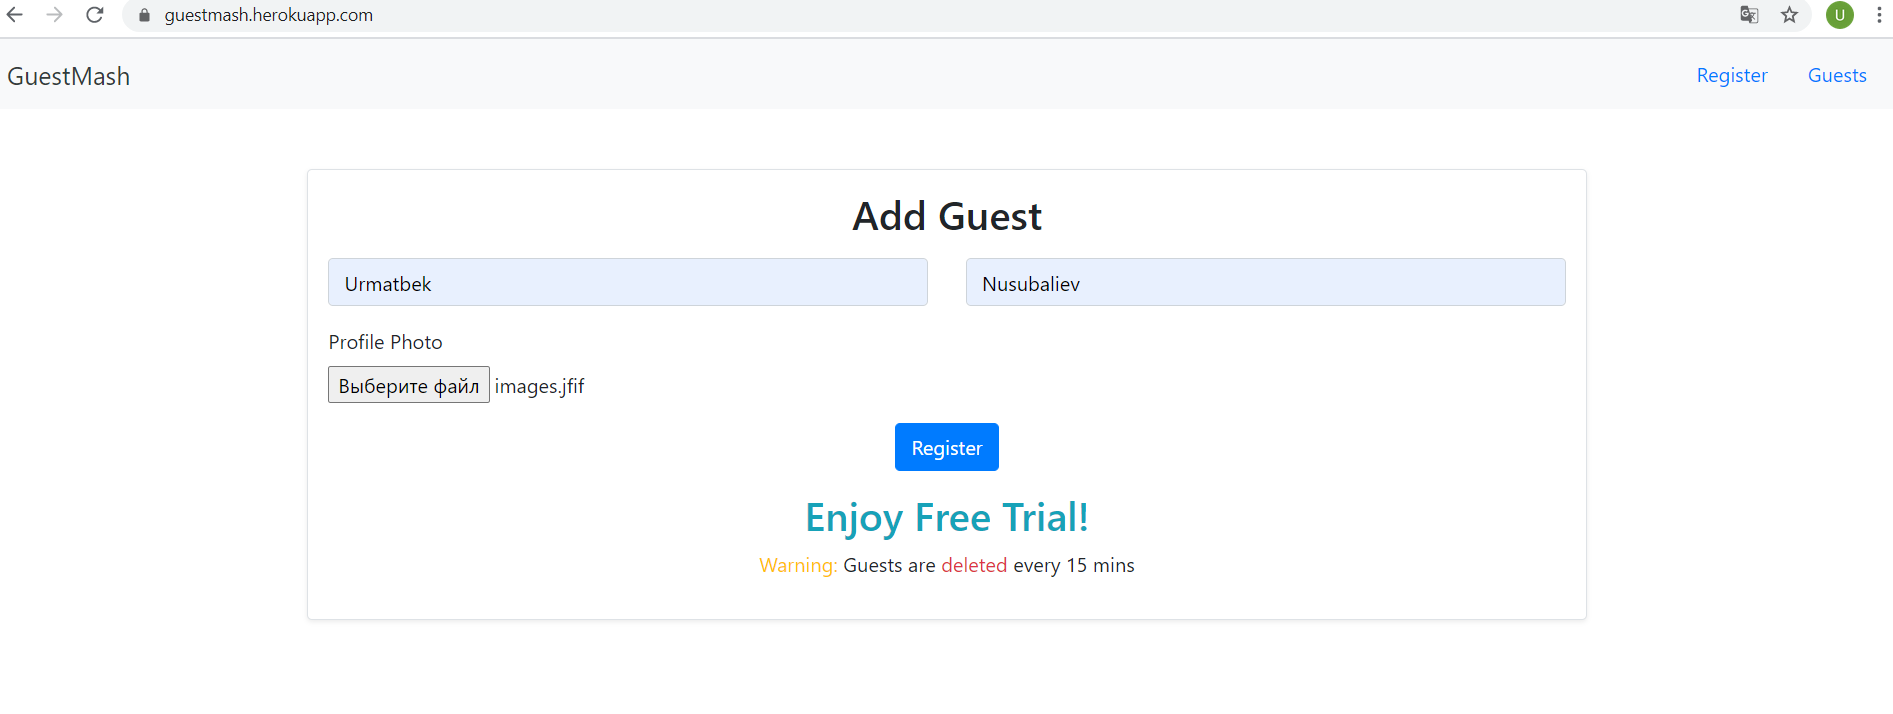 guestmash.herokuapp.com
U
GuestMash
Register Guests
Add Guest
Urmatbek Nusubaliev
Profile Photo
Выберите файл images.jfif
Register
Enjoy Free Trial!
Warning: Guests are deleted every 15 mins